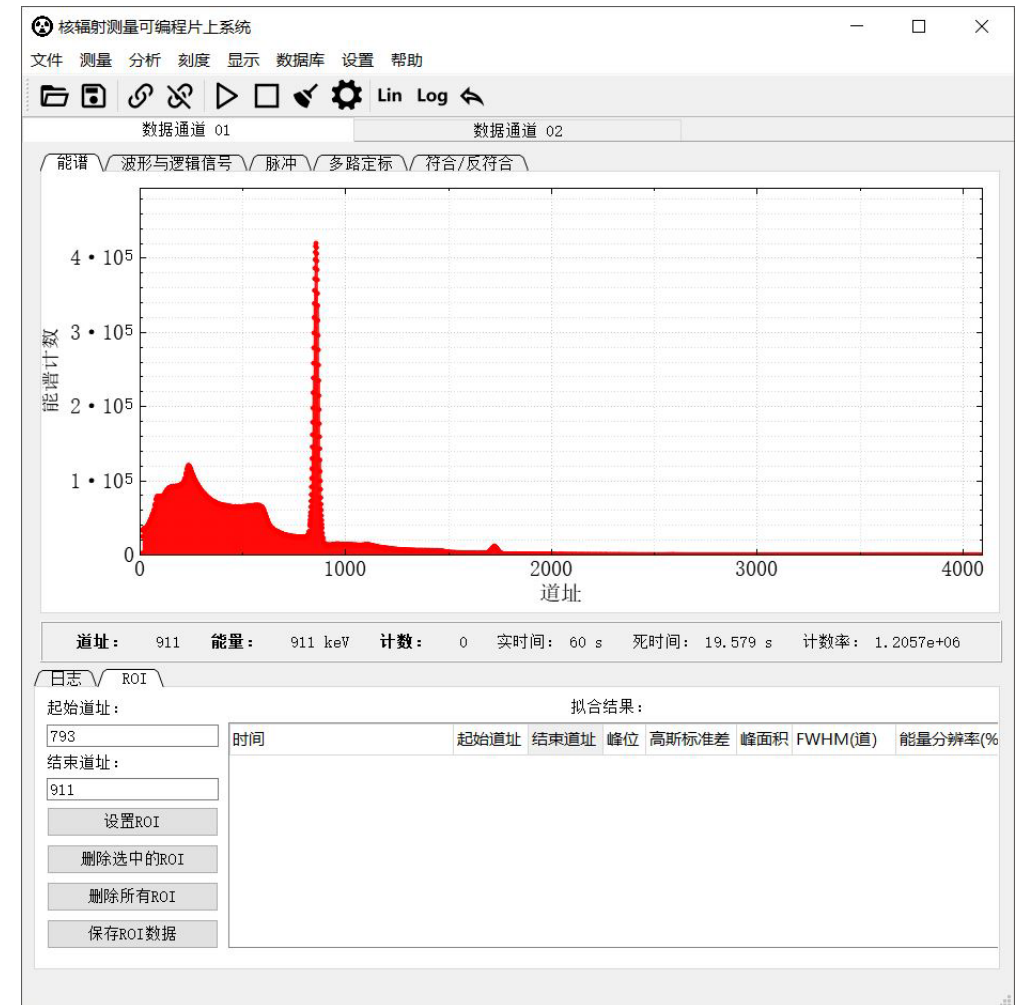 核辐射测量可编程片上系统
文件 测量 分析 刻度 显示 数据库 设置 帮助
Lin Log
数据通道 01 数据通道 02
能谱 波形与逻辑信号 脉冲 多路定标 符合/反符合
4·10⁵
3·10⁵
2·10⁵
1·10⁵
0
能谱计数
0 1000 2000 3000 4000
道址
道址: 911 能量: 911 keV 计数: 0 实时间: 60 s 死时间: 19.579 s 计数率: 1.2057e+06
日志 ROI
起始道址: 拟合结果:
793
时间 起始道址 结束道址 峰位 高斯标准差 峰面积 FWHM(道) 能量分辨率(%
结束道址:
911
设置ROI
删除选中的ROI
删除所有ROI
保存ROI数据